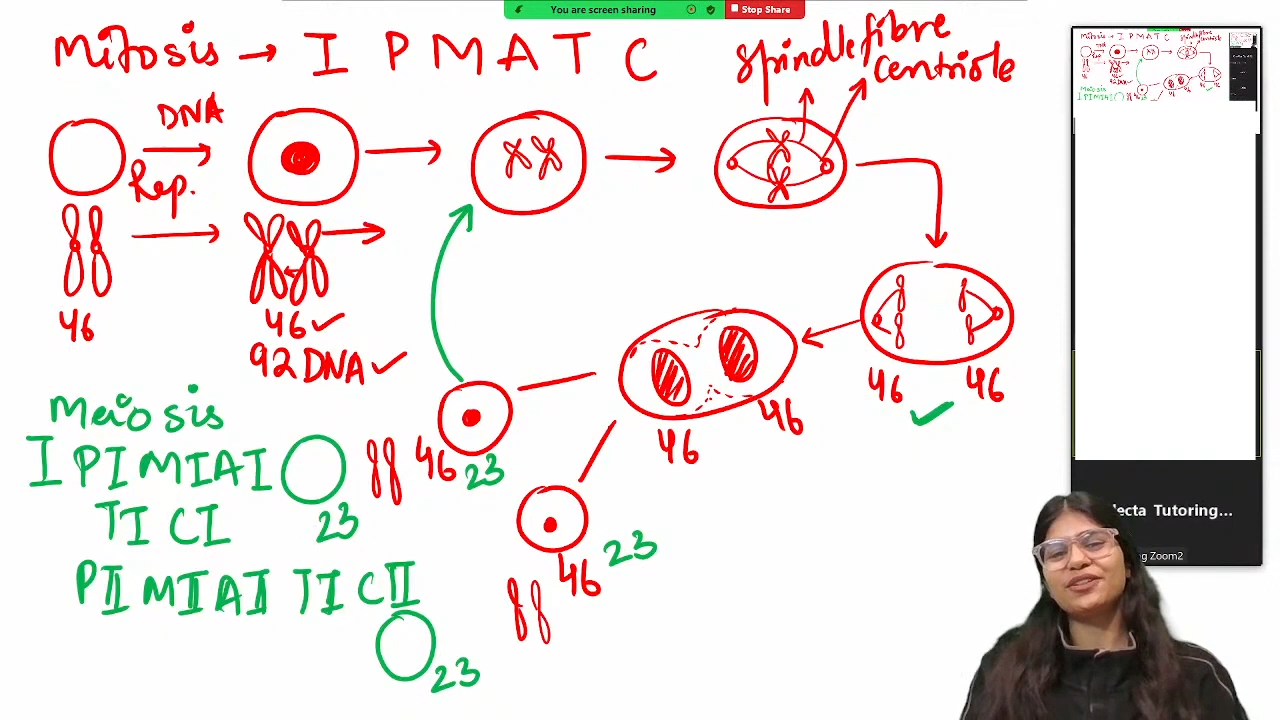 You are screen sharing
Stop Share
Mitosis → I P M A T C
Spindle fibre
Centriole
DNA
Rep.
46
46 ✓
92 DNA ✓
46 46
46 46
46 23
46 23
Meiosis
I PI MI AI
TI CI
23
PII MII AII TII CII
23
lecta Tutoring...
ng Zoom2